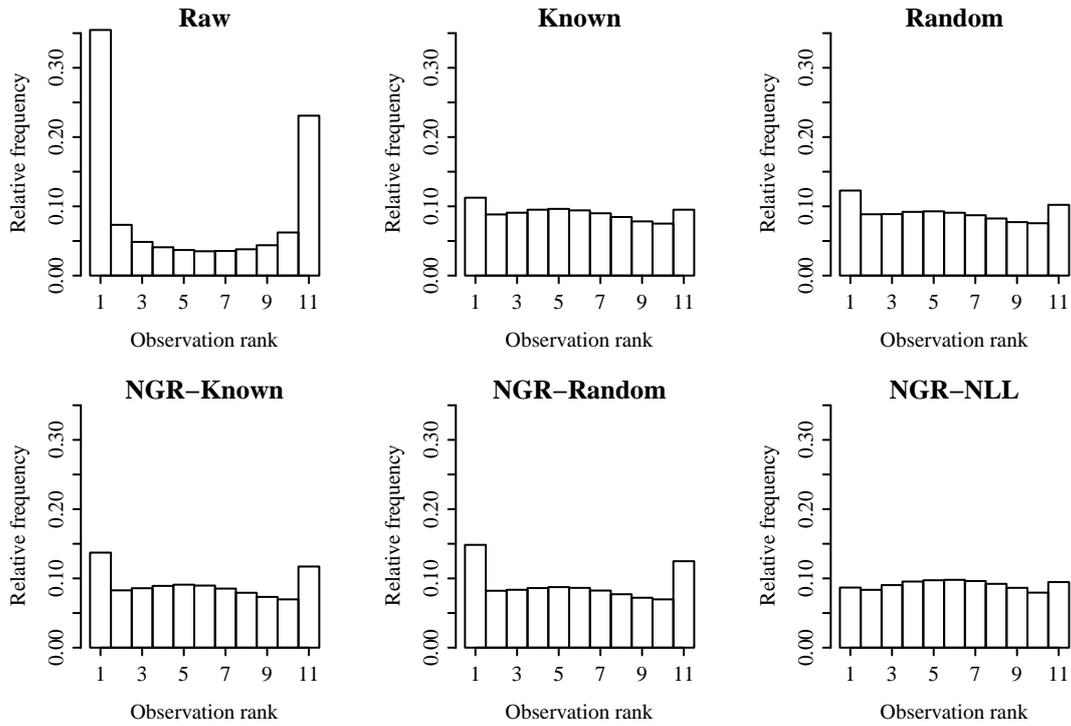 Raw
Known
Random
Relative frequency
0.00 0.10 0.20 0.30
1 3 5 7 9 11
Observation rank
Relative frequency
0.00 0.10 0.20 0.30
1 3 5 7 9 11
Observation rank
Relative frequency
0.00 0.10 0.20 0.30
1 3 5 7 9 11
Observation rank
NGR−Known
NGR−Random
NGR−NLL
Relative frequency
0.00 0.10 0.20 0.30
1 3 5 7 9 11
Observation rank
Relative frequency
0.00 0.10 0.20 0.30
1 3 5 7 9 11
Observation rank
Relative frequency
0.00 0.10 0.20 0.30
1 3 5 7 9 11
Observation rank